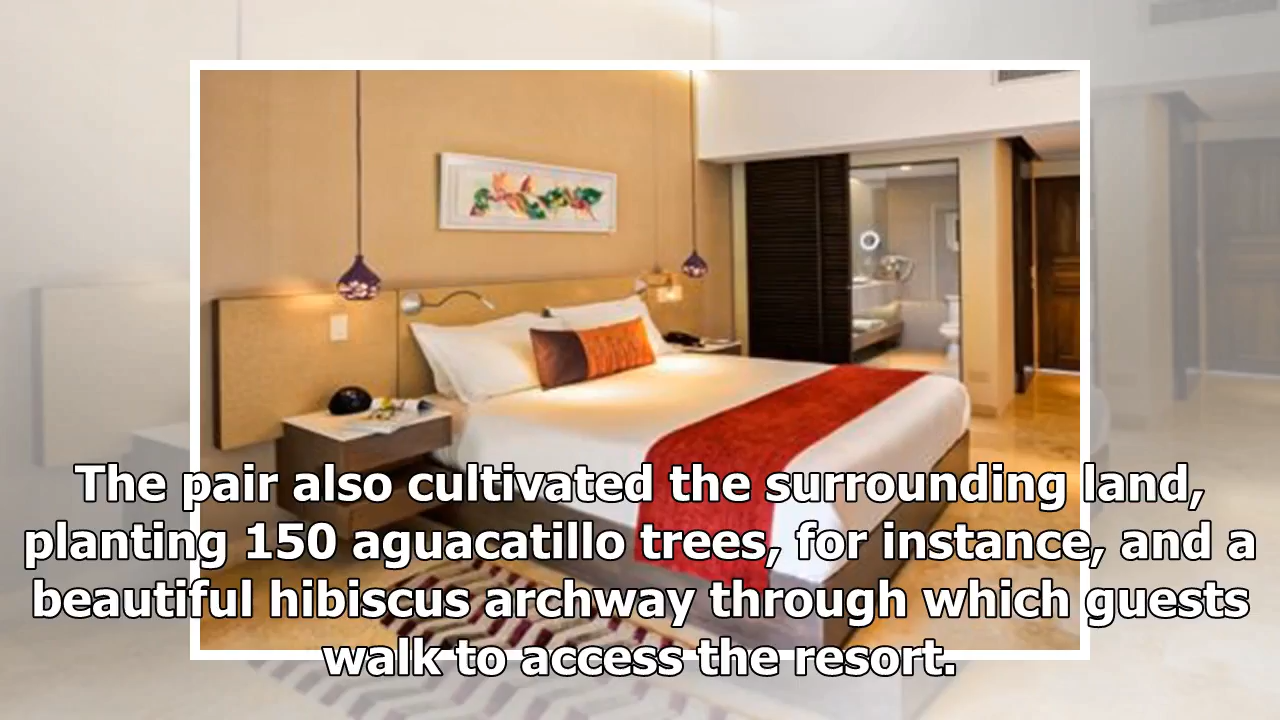 The pair also cultivated the surrounding land,
planting 150 aguacatillo trees, for instance, and a
beautiful hibiscus archway through which guests
walk to access the resort.